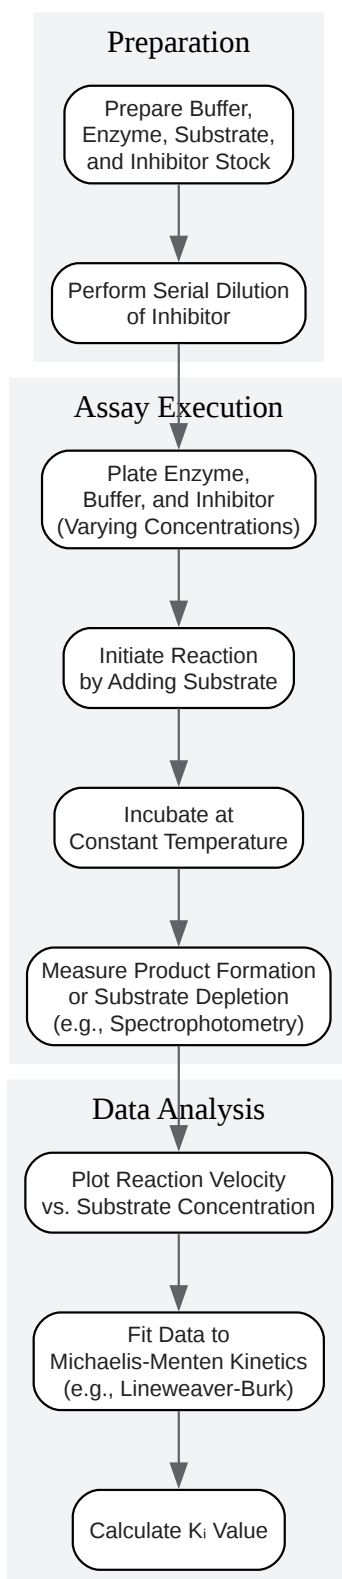 Preparation
Prepare Buffer,
Enzyme, Substrate,
and Inhibitor Stock
Perform Serial Dilution
of Inhibitor
Assay Execution
Plate Enzyme,
Buffer, and Inhibitor
(Varying Concentrations)
Initiate Reaction
by Adding Substrate
Incubate at
Constant Temperature
Measure Product Formation
or Substrate Depletion
(e.g., Spectrophotometry)
Data Analysis
Plot Reaction Velocity
vs. Substrate Concentration
Fit Data to
Michaelis-Menten Kinetics
(e.g., Lineweaver-Burk)
Calculate Kᵢ Value